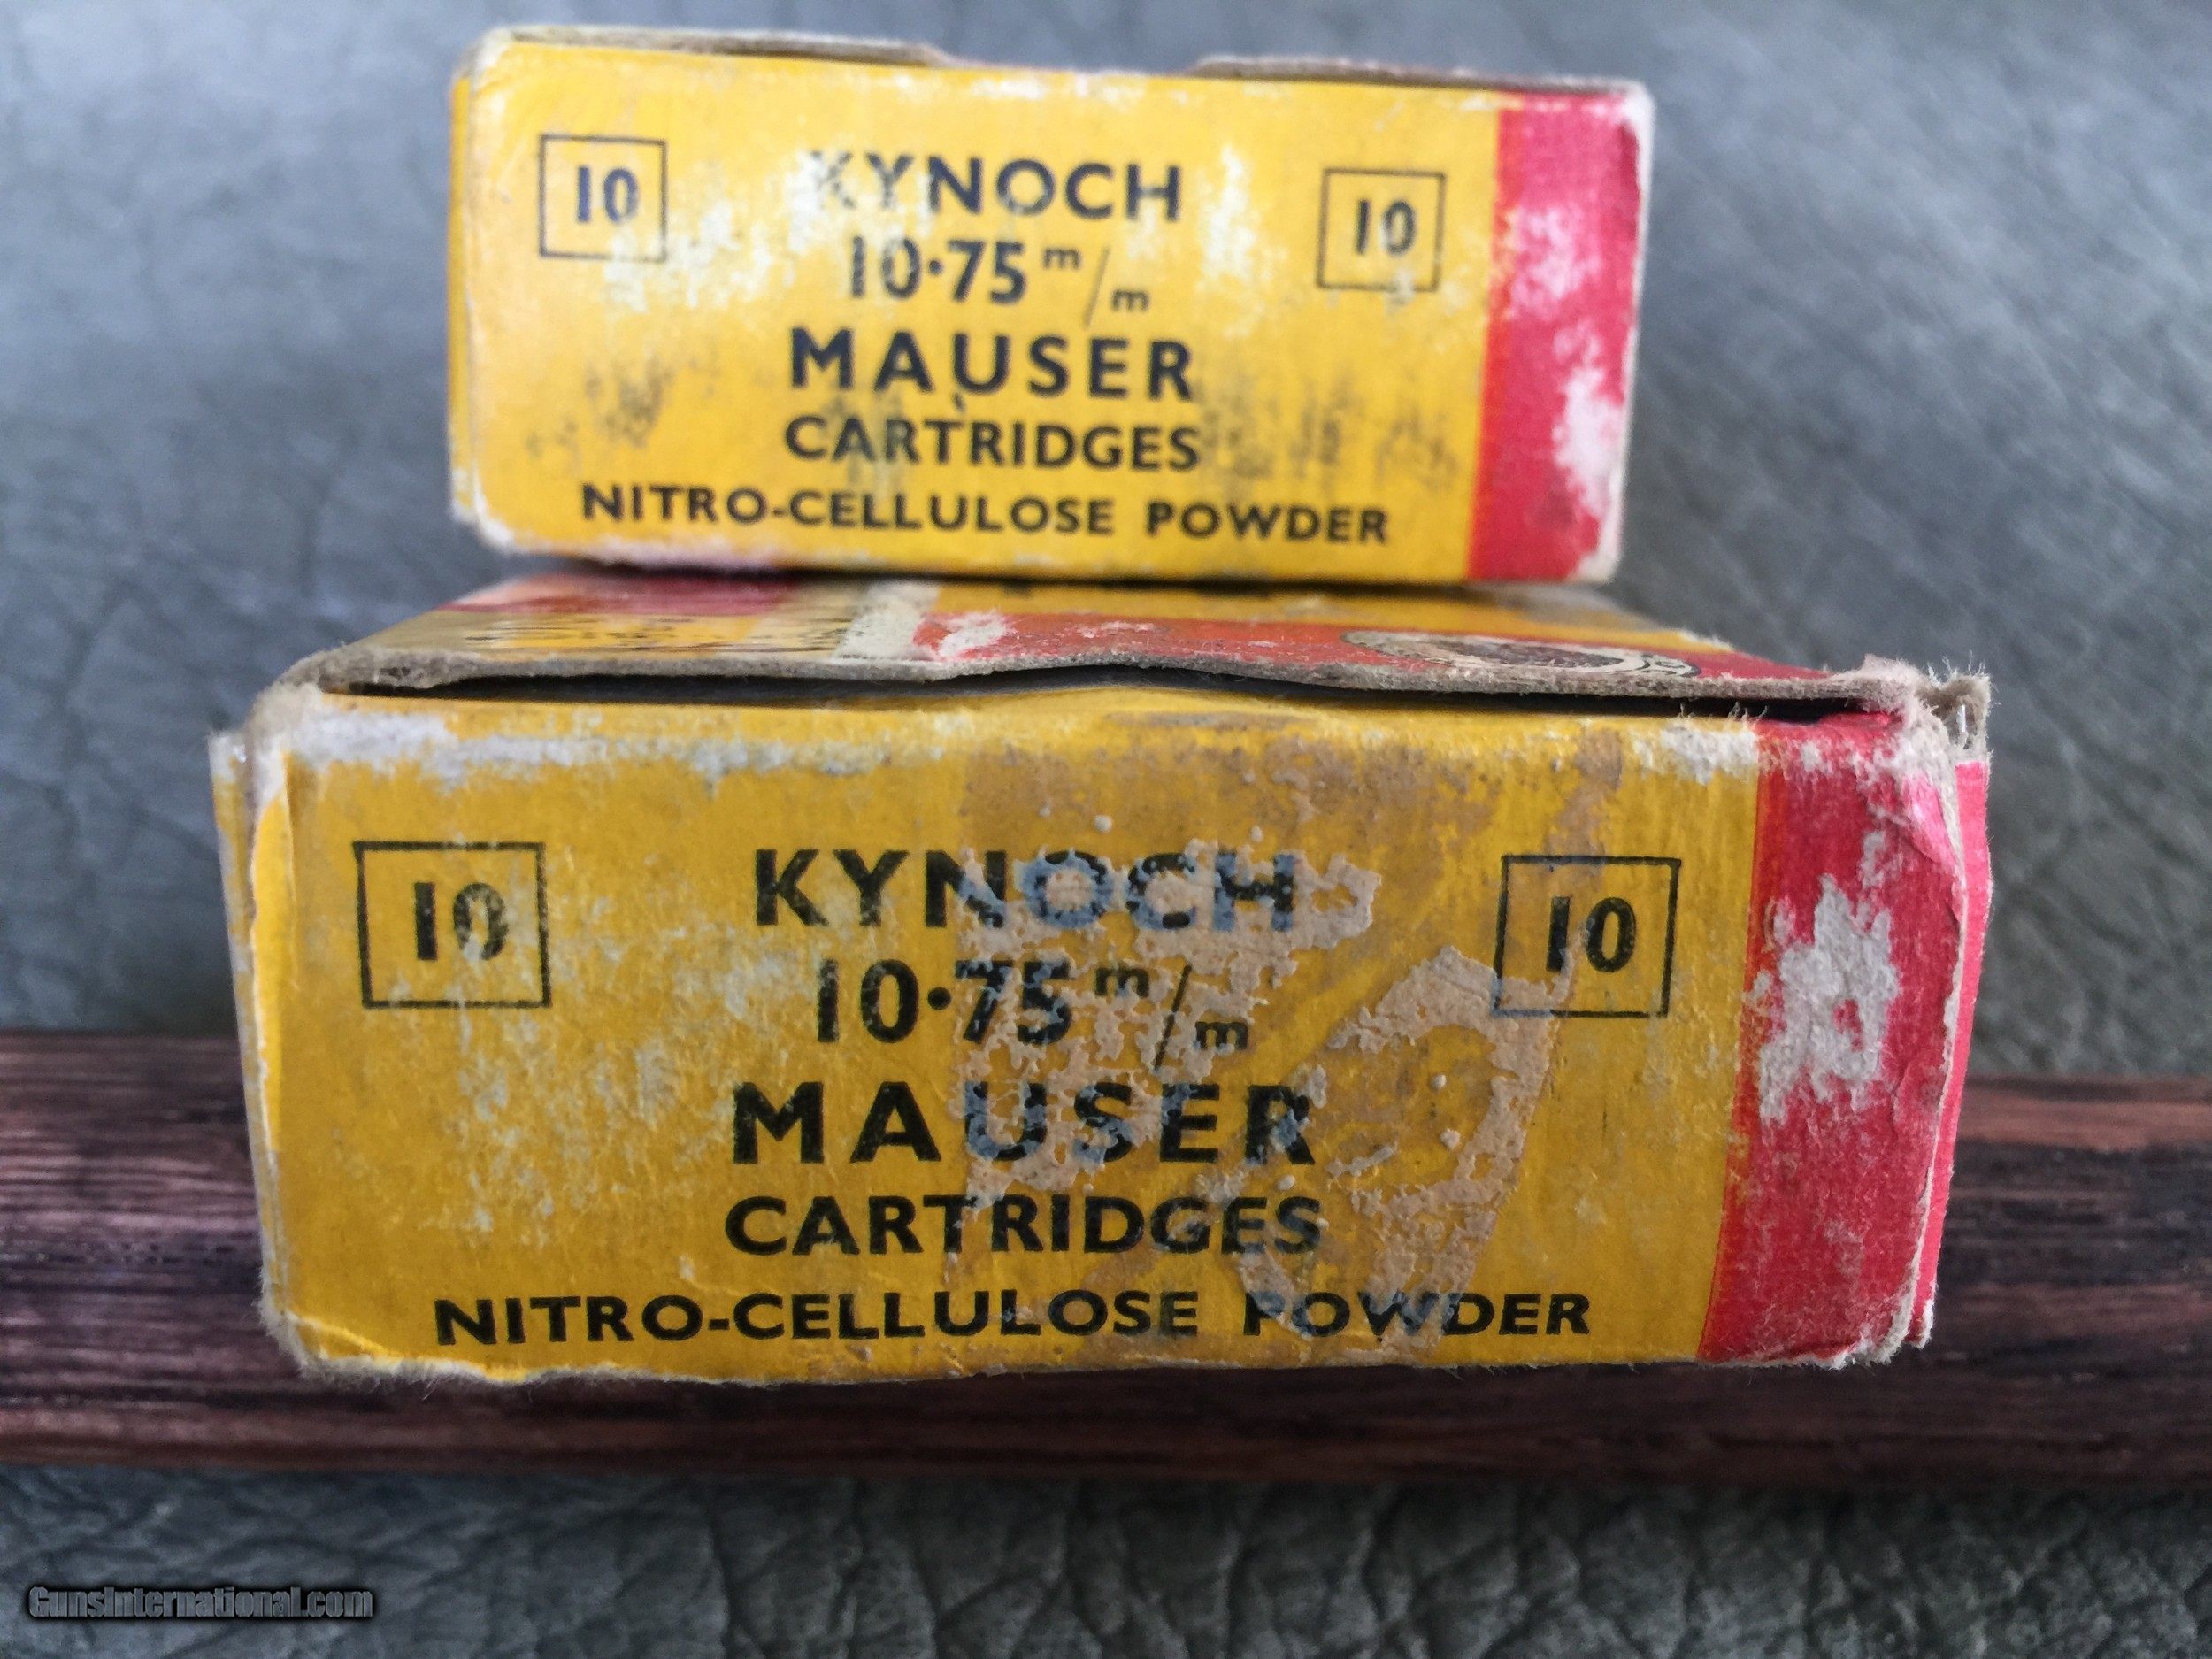 10 KYNOCH 10
10·75 m/m
MAUSER
CARTRIDGES
NITRO-CELLULOSE POWDER
10 KYNOCH 10
10·75 m/m
MAUSER
CARTRIDGES
NITRO-CELLULOSE POWDER
GunsInternational.com